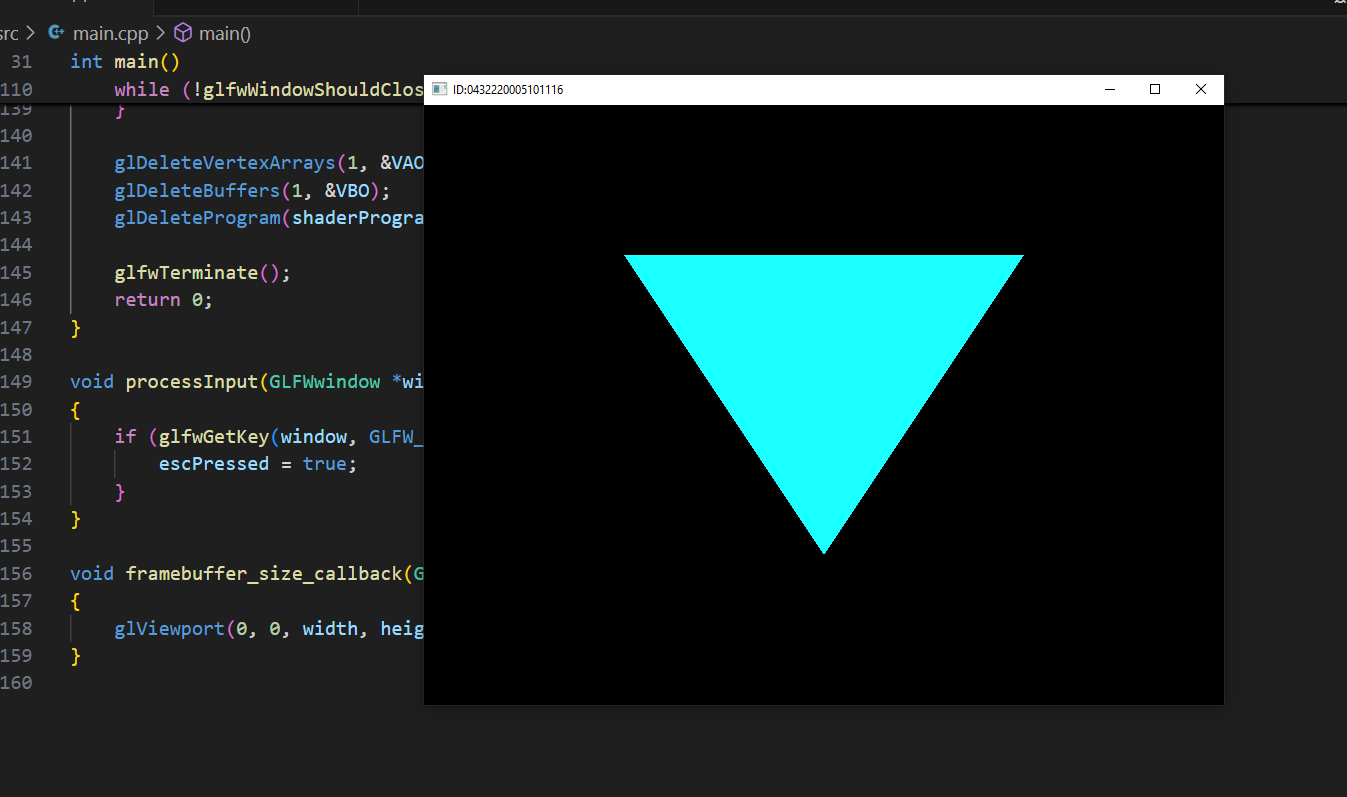 src > main.cpp > main()
31 int main()
110 while (!glfwWindowShouldClos
139 }
140
141 glDeleteVertexArrays(1, &VAO
142 glDeleteBuffers(1, &VBO);
143 glDeleteProgram(shaderProgra
144
145 glfwTerminate();
146 return 0;
147 }
148
149 void processInput(GLFWwindow *wi
150 {
151 if (glfwGetKey(window, GLFW_
152 escPressed = true;
153 }
154 }
155
156 void framebuffer_size_callback(G
157 {
158 glViewport(0, 0, width, heig
159 }
160
ID:0432220005101116